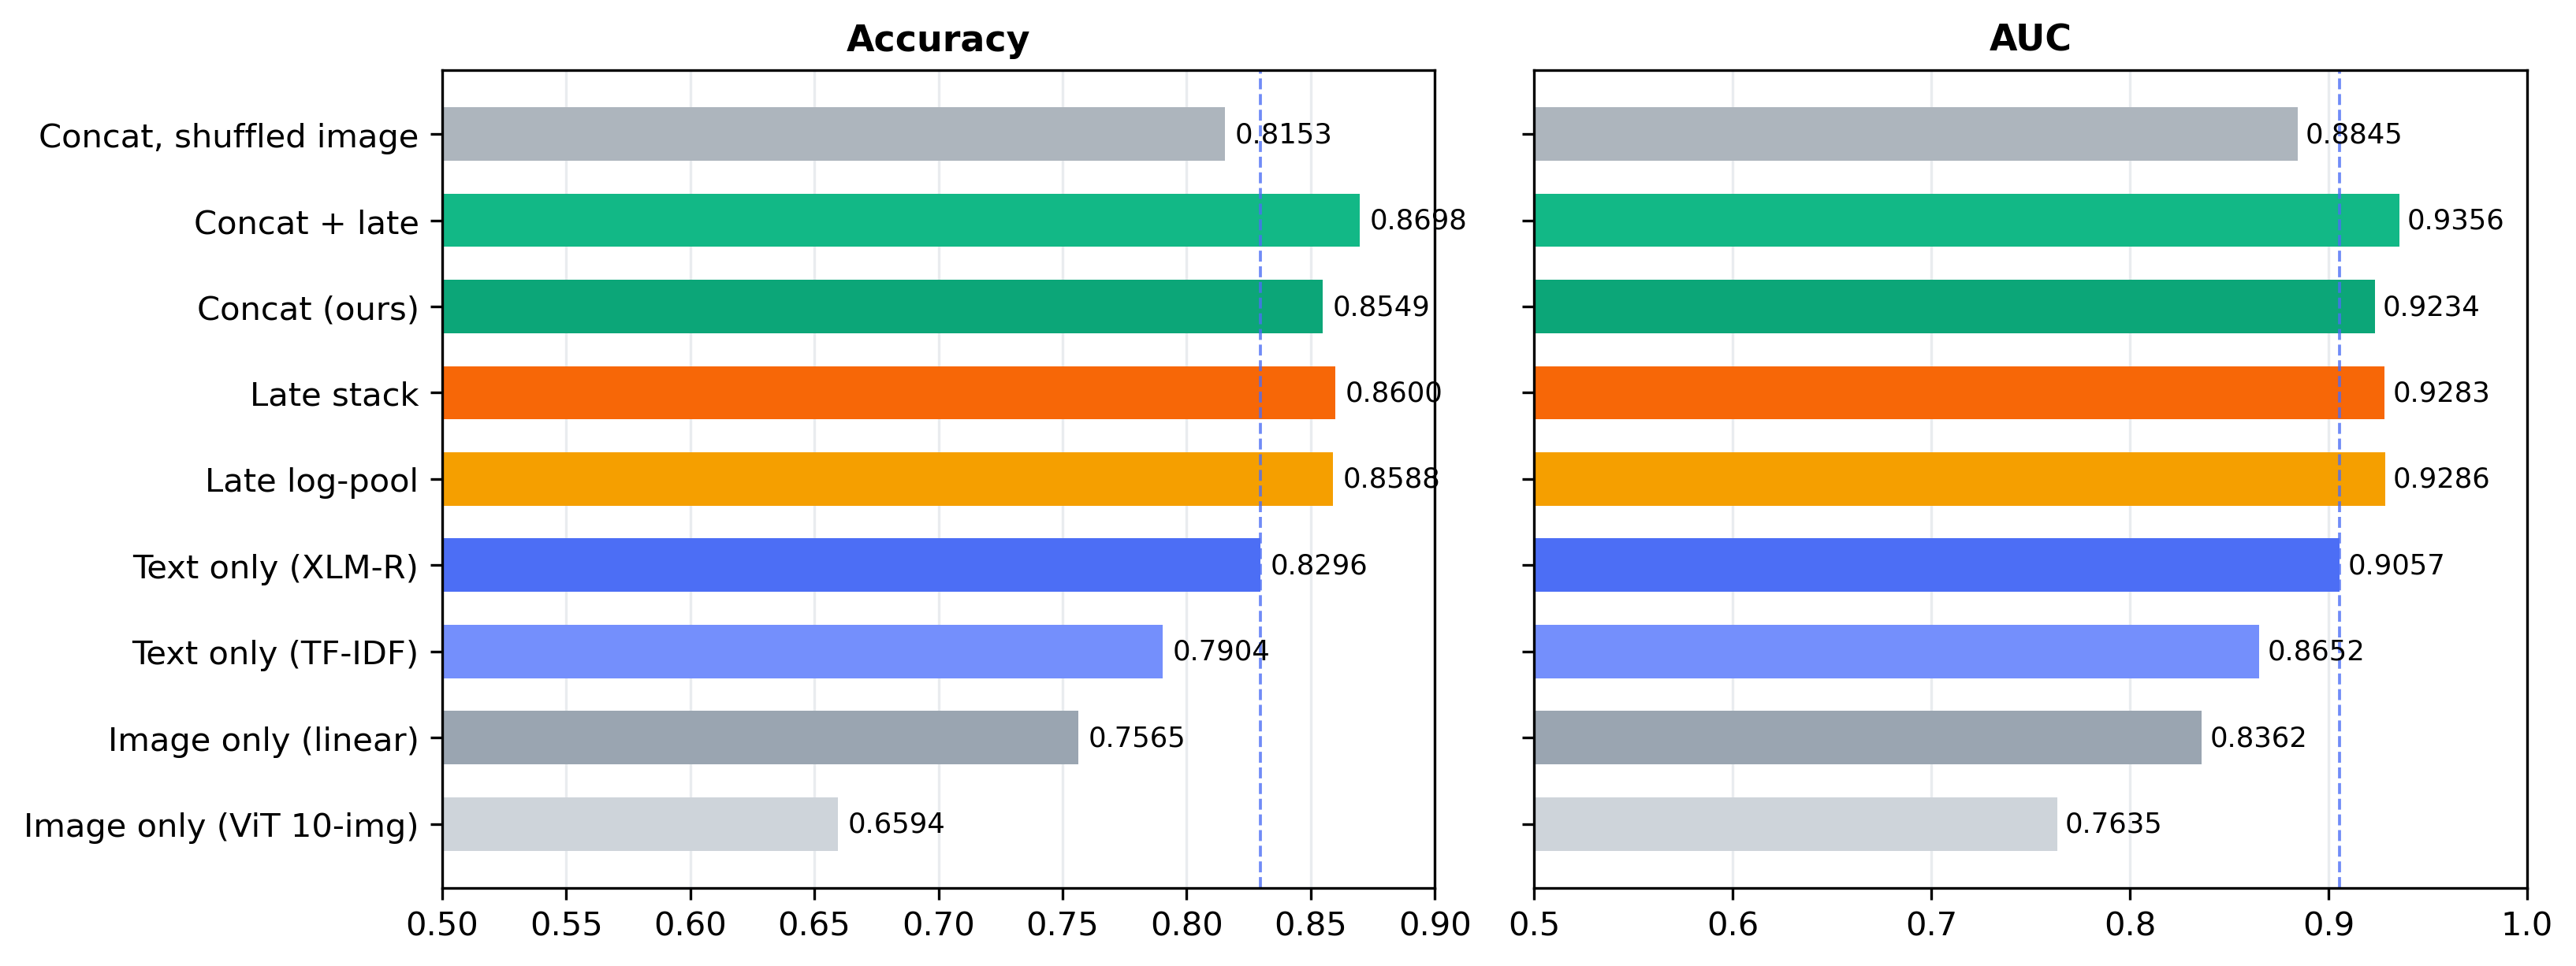 Accuracy
AUC
Concat, shuffled image
0.8153
0.8845
Concat + late
0.8698
0.9356
Concat (ours)
0.8549
0.9234
Late stack
0.8600
0.9283
Late log-pool
0.8588
0.9286
Text only (XLM-R)
0.8296
0.9057
Text only (TF-IDF)
0.7904
0.8652
Image only (linear)
0.7565
0.8362
Image only (ViT 10-img)
0.6594
0.7635
0.50 0.55 0.60 0.65 0.70 0.75 0.80 0.85 0.90
0.5 0.6 0.7 0.8 0.9 1.0